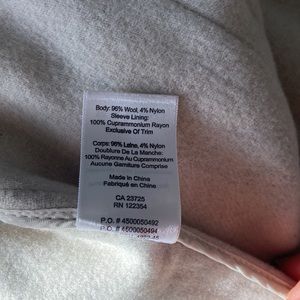 Body: 96% Wool, 4% Nylon
Sleeve Lining:
100% Cuprammonium Rayon
Exclusive Of Trim
Corps: 96% Laine, 4% Nylon
Doublure De La Manche:
100% Rayonne Au Cuprammonium
Aucune Garniture Comprise
Made in China
Fabriqué en Chine
CA 23725
RN 122354
P.O. # 4500050492
P.O. # 4500050494